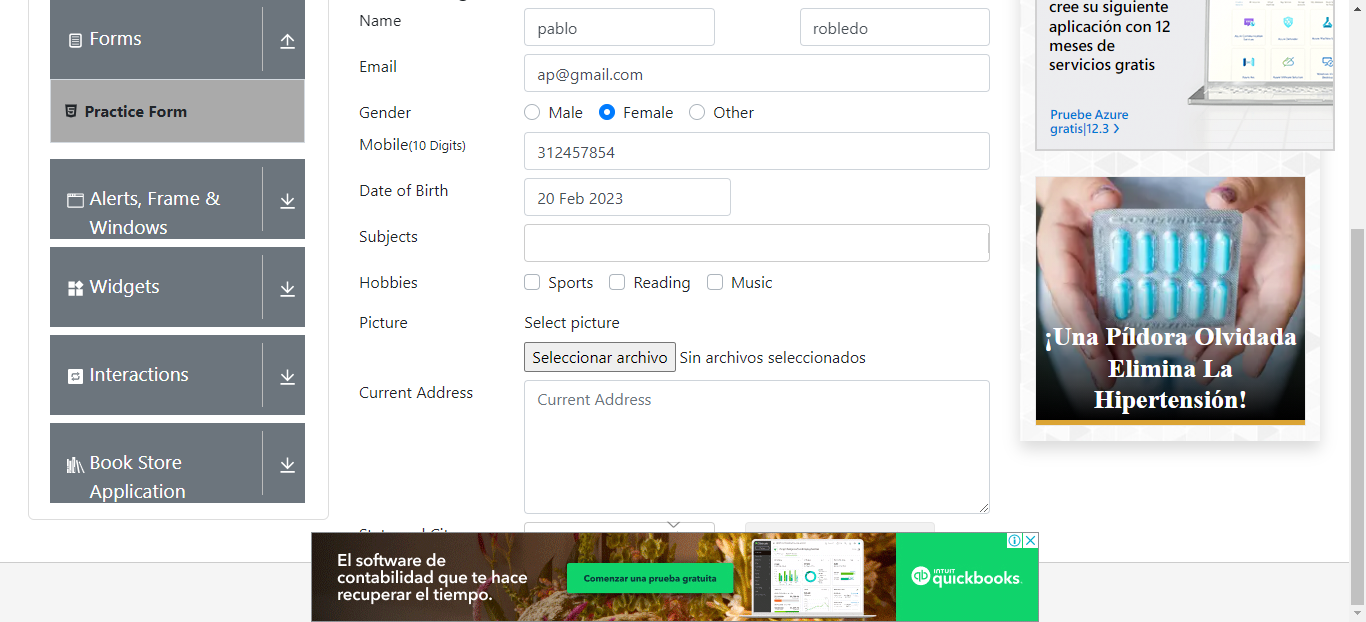 Forms
Practice Form
Alerts, Frame &
Windows
Widgets
Interactions
Book Store
Application
Name
pablo
robledo
Email
ap@gmail.com
Gender
Male
Female
Other
Mobile(10 Digits)
312457854
Date of Birth
20 Feb 2023
Subjects
Hobbies
Sports
Reading
Music
Picture
Select picture
Seleccionar archivo Sin archivos seleccionados
Current Address
Current Address
cree su siguiente
aplicación con 12
meses de
servicios gratis
Pruebe Azure
gratis|12.3 >
¡Una Píldora Olvidada
Elimina La
Hipertensión!
El software de
contabilidad que te hace
recuperar el tiempo.
Comenzar una prueba gratuita
INTUIT
quickbooks.